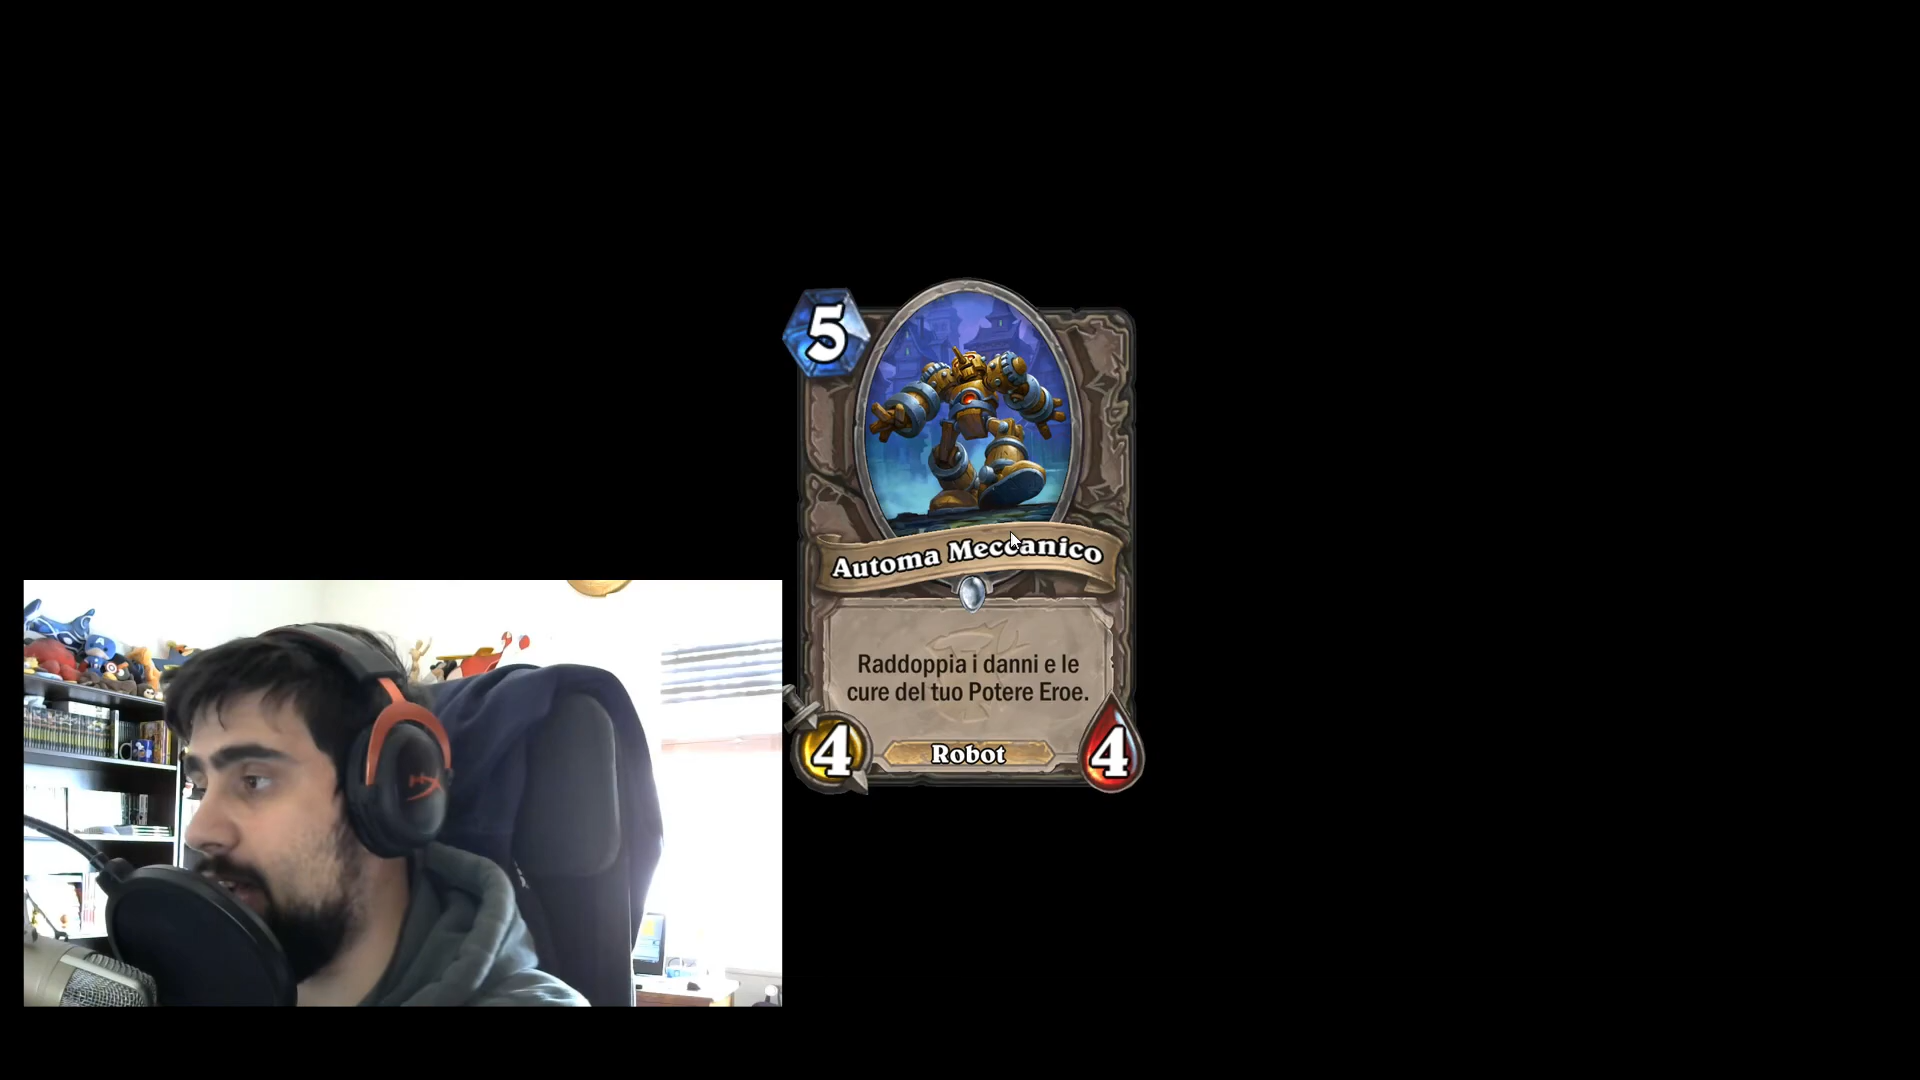 5
Automa Meccanico
Raddoppia i danni e le
cure del tuo Potere Eroe.
4
Robot
4